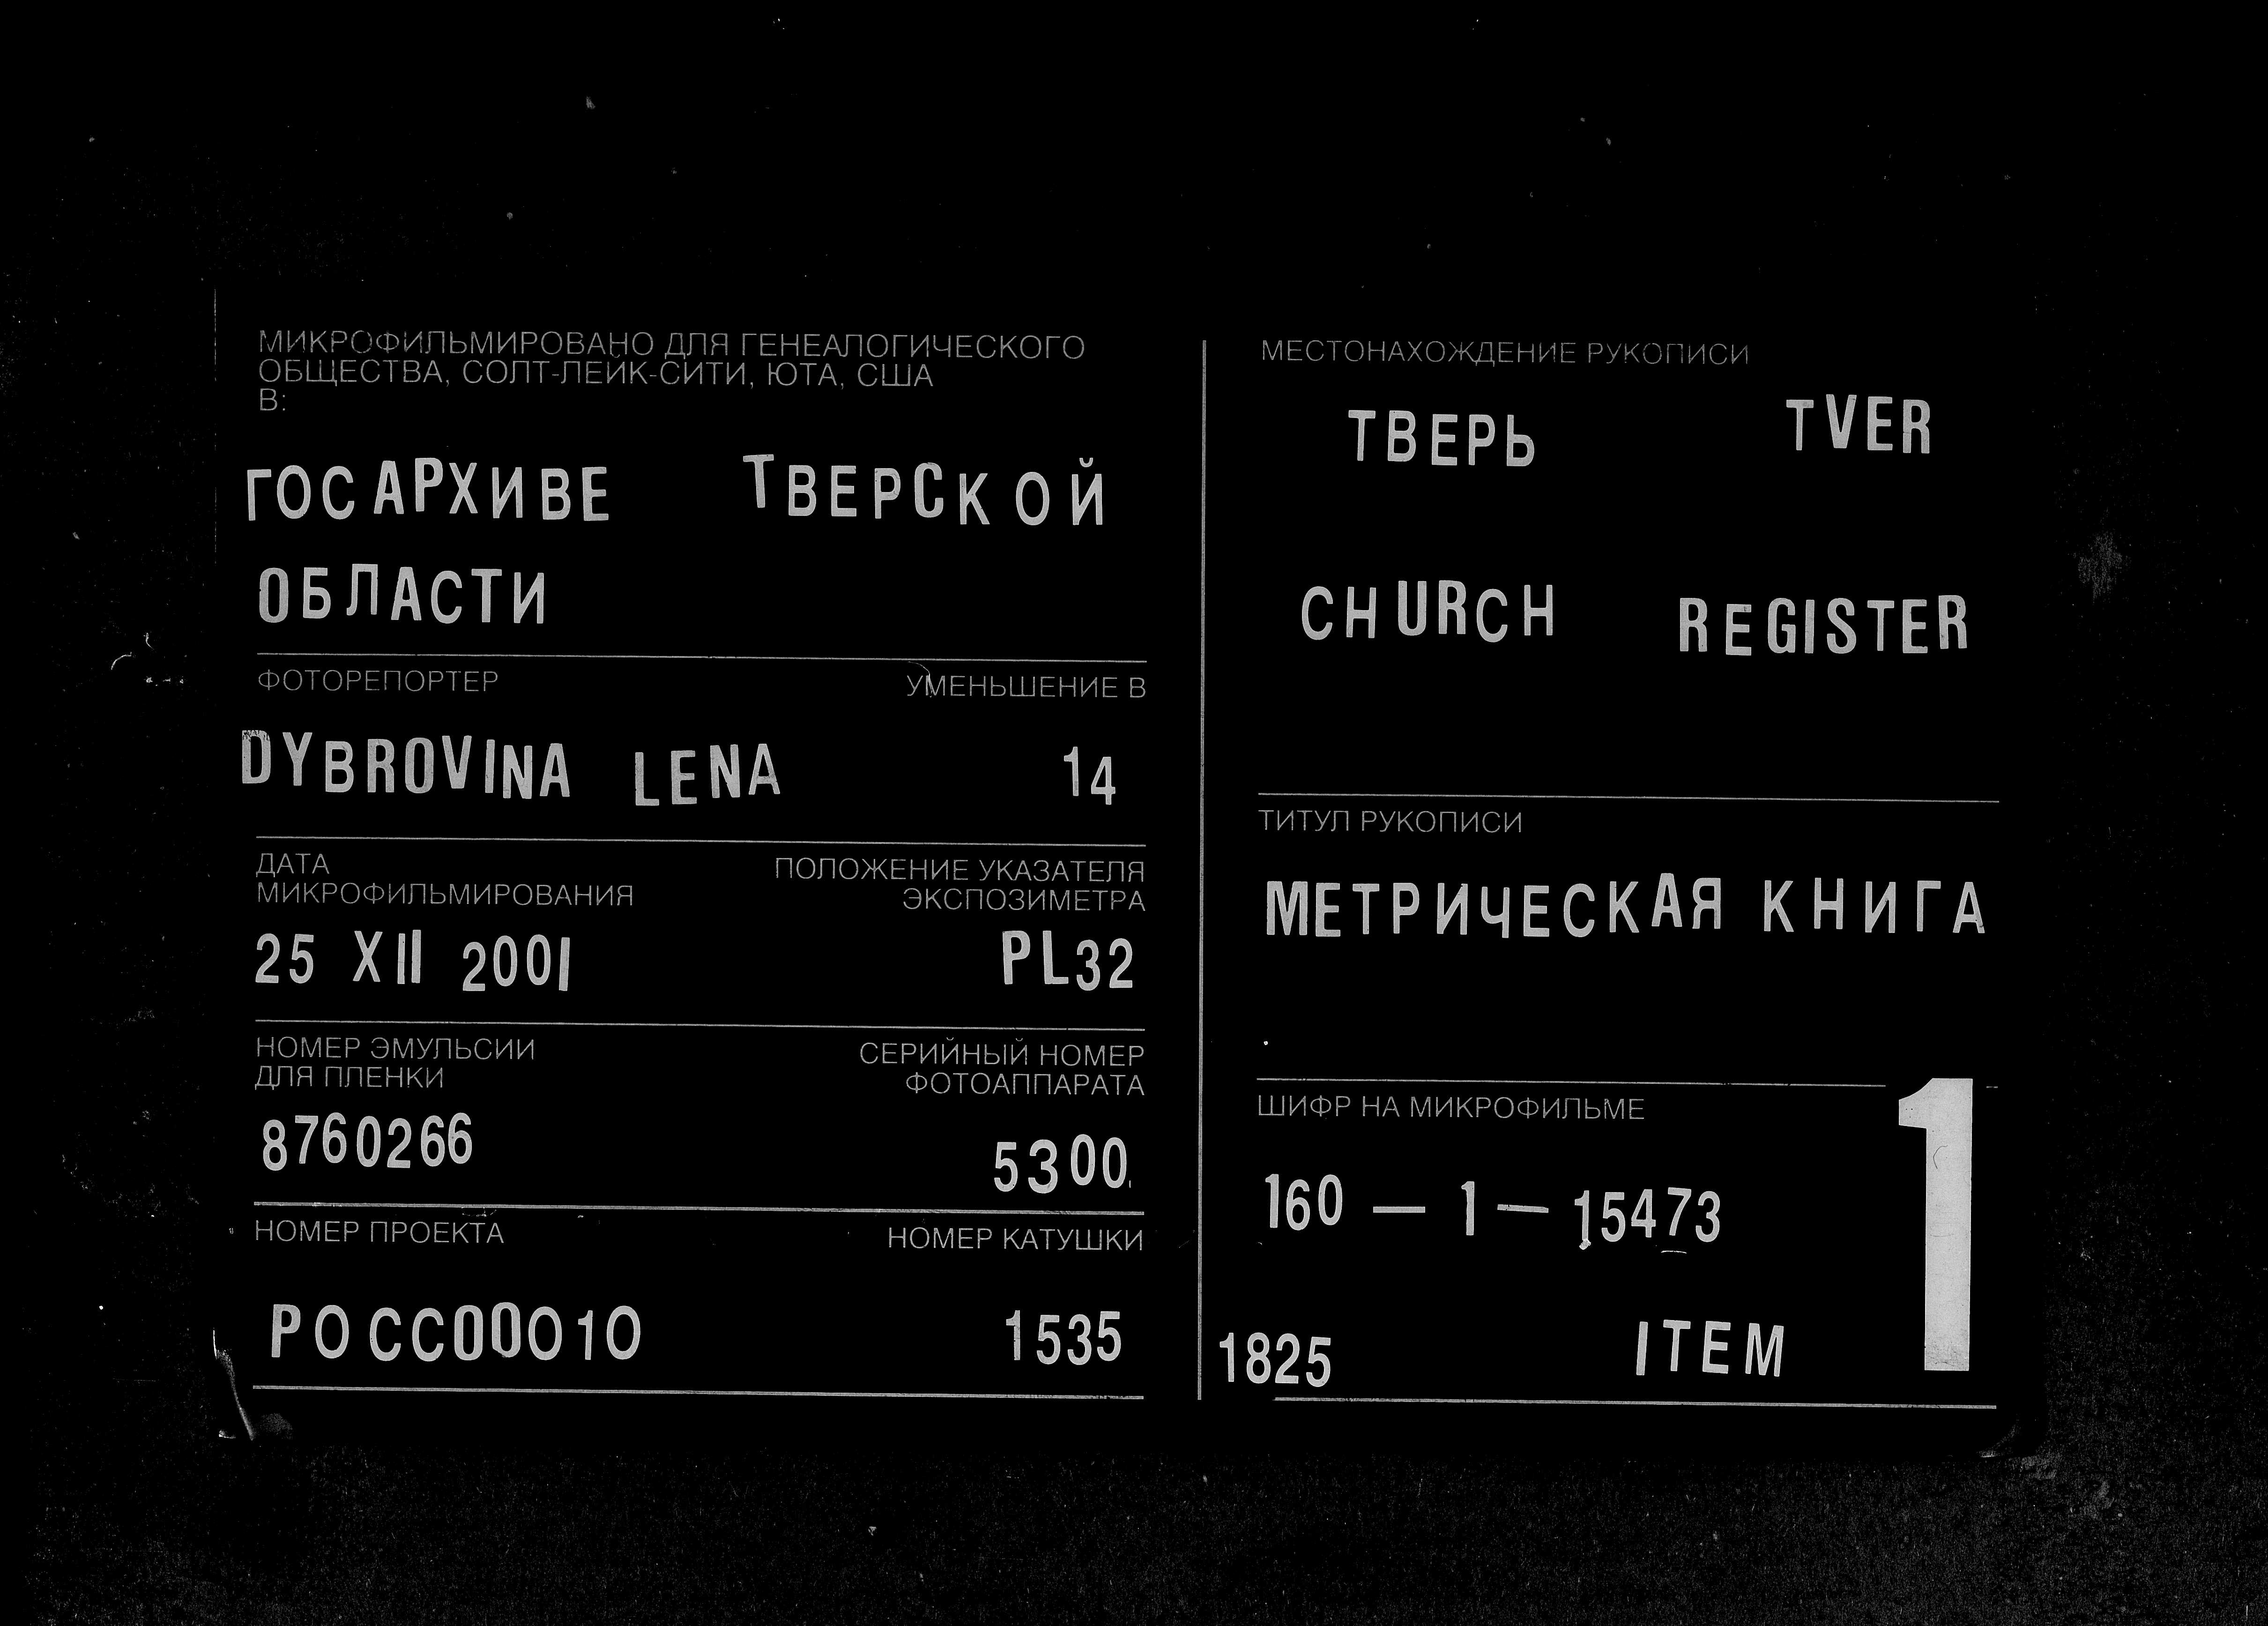 МИКРОФИЛЬМИРОВАНО ДЛЯ ГЕНЕАЛОГИЧЕСКОГО
ОБЩЕСТВА, СОЛТ-ЛЕЙК-СИТИ, ЮТА, США
В:
ГОСАРХИВЕ ТВЕРСКОЙ
ОБЛАСТИ
ФОТОРЕПОРТЕР УМЕНЬШЕНИЕ В
DYBROVINA LENA 14
ДАТА
МИКРОФИЛЬМИРОВАНИЯ
ПОЛОЖЕНИЕ УКАЗАТЕЛЯ
ЭКСПОЗИМЕТРА
25 XII 2001 PL32
НОМЕР ЭМУЛЬСИИ
ДЛЯ ПЛЕНКИ
СЕРИЙНЫЙ НОМЕР
ФОТОАППАРАТА
8760266 5300
НОМЕР ПРОЕКТА НОМЕР КАТУШКИ
РОСС00010 1535
МЕСТОНАХОЖДЕНИЕ РУКОПИСИ
ТВЕРЬ TVER
CHURCH REGISTER
ТИТУЛ РУКОПИСИ
МЕТРИЧЕСКАЯ КНИГА
ШИФР НА МИКРОФИЛЬМЕ
160 — 1 — 15473
1825 ITEM 1